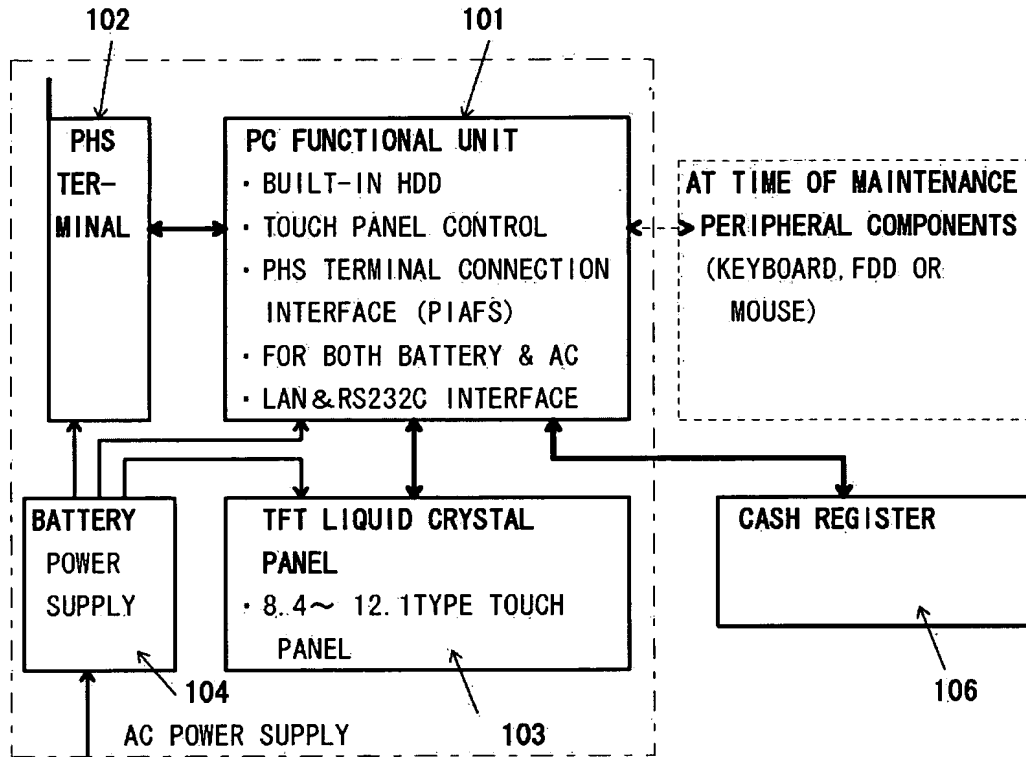 102
101
PHS
TER-
MINAL
PC FUNCTIONAL UNIT
· BUILT-IN HDD
· TOUCH PANEL CONTROL
· PHS TERMINAL CONNECTION
INTERFACE (PIAFS)
· FOR BOTH BATTERY & AC
· LAN&RS232C INTERFACE
AT TIME OF MAINTENANCE
PERIPHERAL COMPONENTS
(KEYBOARD, FDD OR
MOUSE)
BATTERY
POWER
SUPPLY
TFT LIQUID CRYSTAL
PANEL
· 8.4~ 12.1TYPE TOUCH
PANEL
CASH REGISTER
104
103
106
AC POWER SUPPLY